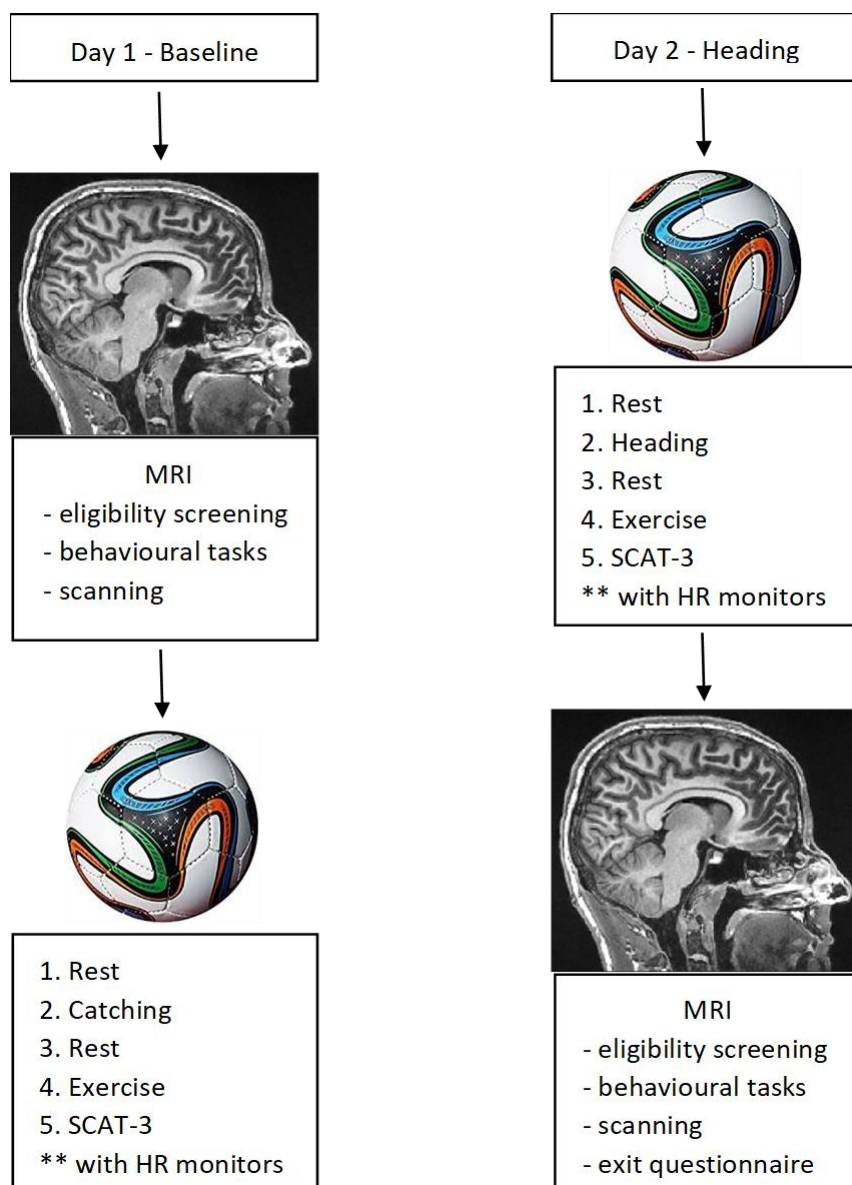 Day 1 - Baseline
MRI
- eligibility screening
- behavioural tasks
- scanning
1. Rest
2. Catching
3. Rest
4. Exercise
5. SCAT-3
** with HR monitors
Day 2 - Heading
1. Rest
2. Heading
3. Rest
4. Exercise
5. SCAT-3
** with HR monitors
MRI
- eligibility screening
- behavioural tasks
- scanning
- exit questionnaire